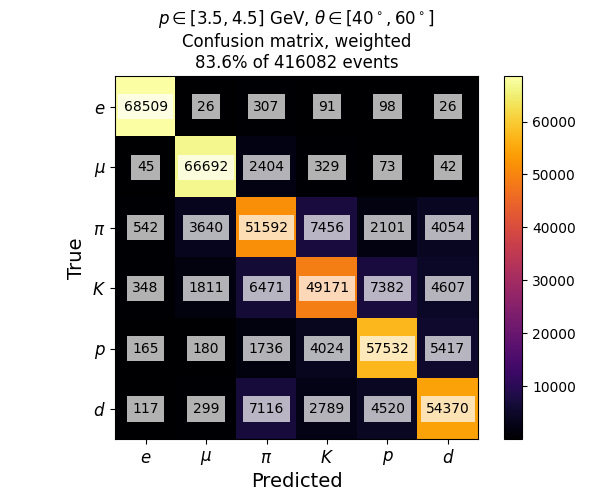 p ∈ [3.5, 4.5] GeV, θ ∈ [40°, 60°]
Confusion matrix, weighted
83.6% of 416082 events
e 68509 26 307 91 98 26
μ 45 66692 2404 329 73 42
π 542 3640 51592 7456 2101 4054
K 348 1811 6471 49171 7382 4607
p 165 180 1736 4024 57532 5417
d 117 299 7116 2789 4520 54370
e μ π K p d
True
Predicted
60000
50000
40000
30000
20000
10000